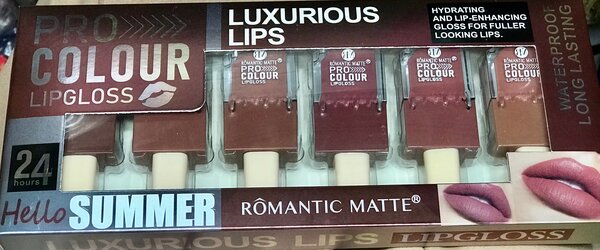 PRO
COLOUR
LIPGLOSS
LUXURIOUS
LIPS
HYDRATING
AND LIP-ENHANCING
GLOSS FOR FULLER
LOOKING LIPS.
WATERPROOF
LONG LASTING
ROMANTIC MATTE®
PRO
COLOUR
LIPGLOSS
ROMANTIC MATTE®
PRO
COLOUR
LIPGLOSS
ROMANTIC MATTE®
PRO
COLOUR
LIPGLOSS
PRO
COLOUR
LIPGLOSS
24
hours
Hello SUMMER
RÔMANTIC MATTE®
LUXURIOUS LIPS LIPGLOSS